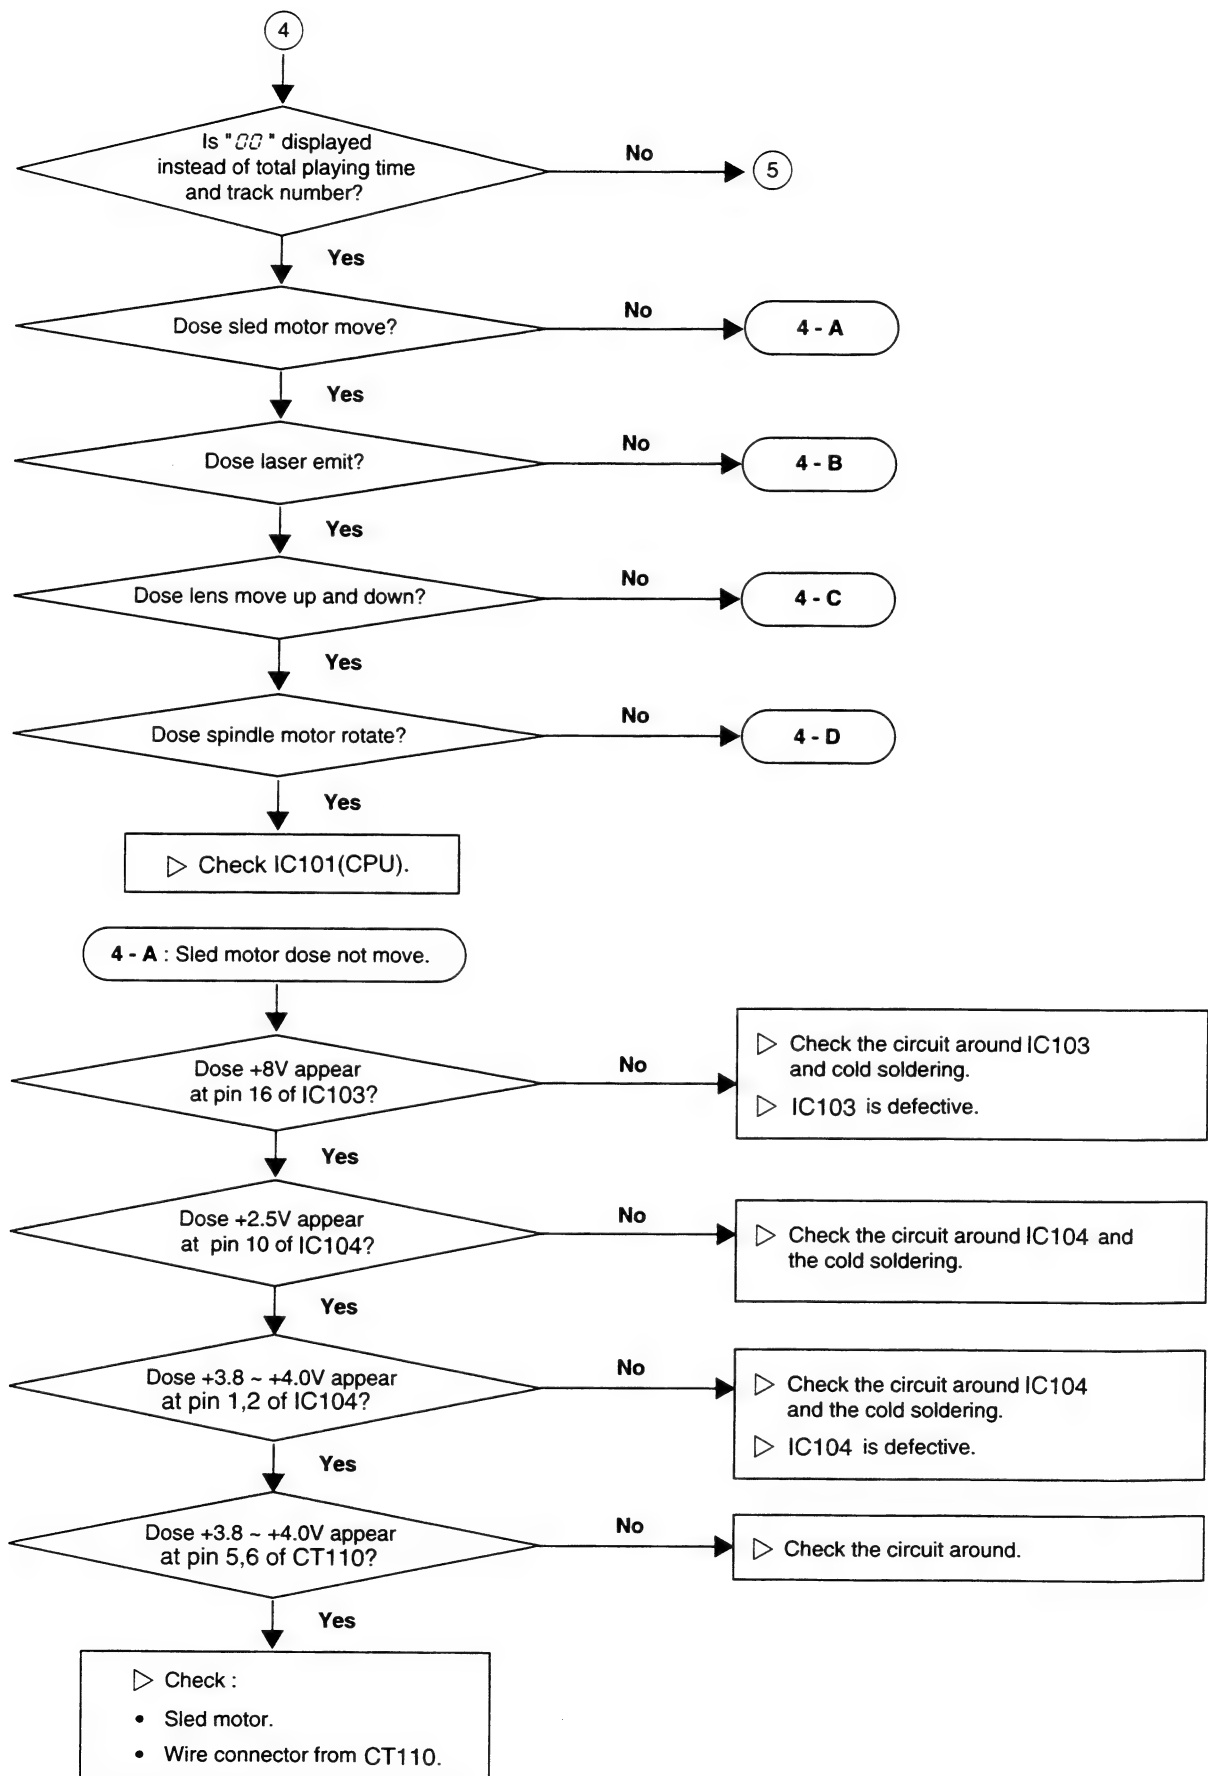 4
Is "00" displayed
instead of total playing time
and track number?
No
5
Yes
Dose sled motor move?
No
4 - A
Yes
Dose laser emit?
No
4 - B
Yes
Dose lens move up and down?
No
4 - C
Yes
Dose spindle motor rotate?
No
4 - D
Yes
▷ Check IC101(CPU).
4 - A : Sled motor dose not move.
Dose +8V appear
at pin 16 of IC103?
No
▷ Check the circuit around IC103
and cold soldering.
▷ IC103 is defective.
Yes
Dose +2.5V appear
at pin 10 of IC104?
No
▷ Check the circuit around IC104 and
the cold soldering.
Yes
Dose +3.8 ~ +4.0V appear
at pin 1,2 of IC104?
No
▷ Check the circuit around IC104
and the cold soldering.
▷ IC104 is defective.
Yes
Dose +3.8 ~ +4.0V appear
at pin 5,6 of CT110?
No
▷ Check the circuit around.
Yes
▷ Check :
• Sled motor.
• Wire connector from CT110.